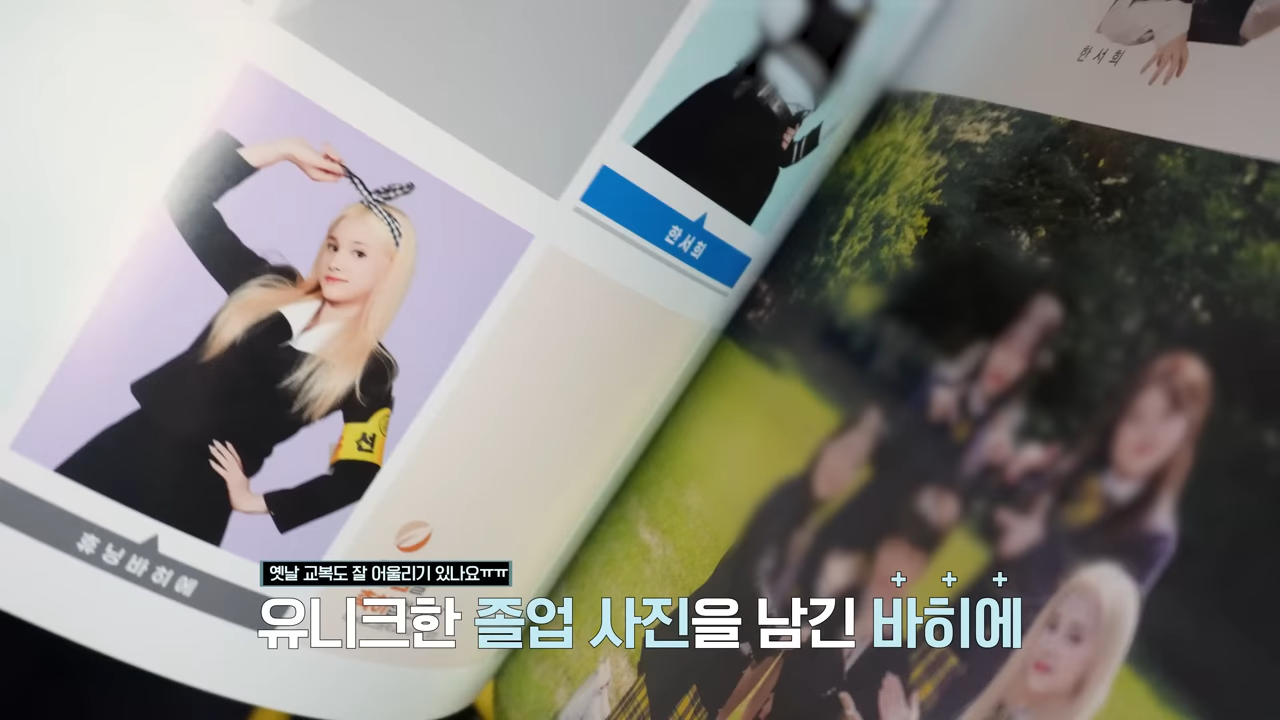 한서희
한서희
선
휴닝바히에
옛날 교복도 잘 어울리기 있나요ㅠㅠ
유니크한 졸업 사진을 남긴 바히에